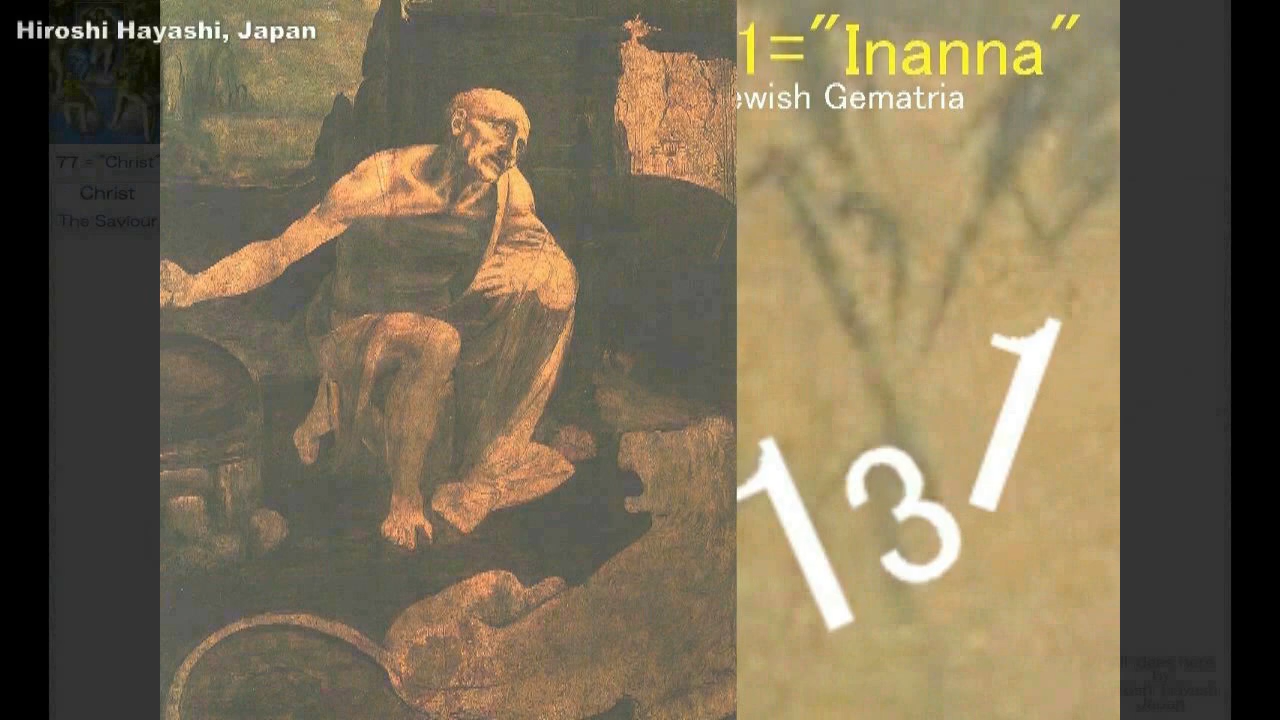 Hiroshi Hayashi, Japan
1="Inanna"
ewish Gematria
77 = "Christ"
Christ
The Saviour
131